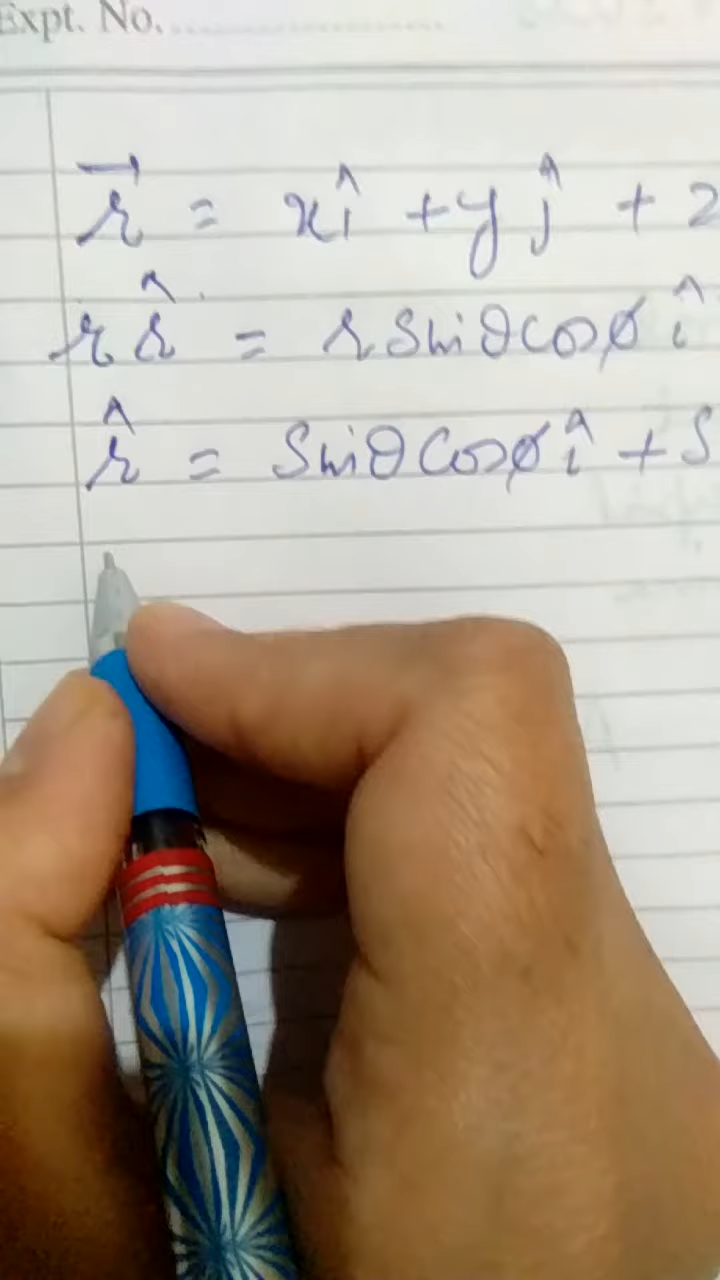 Expt. No.
r⃗ = xî + yĵ + z
r r̂ = r sinθ cosϕ î
r̂ = Sinθ Cosϕ î + S